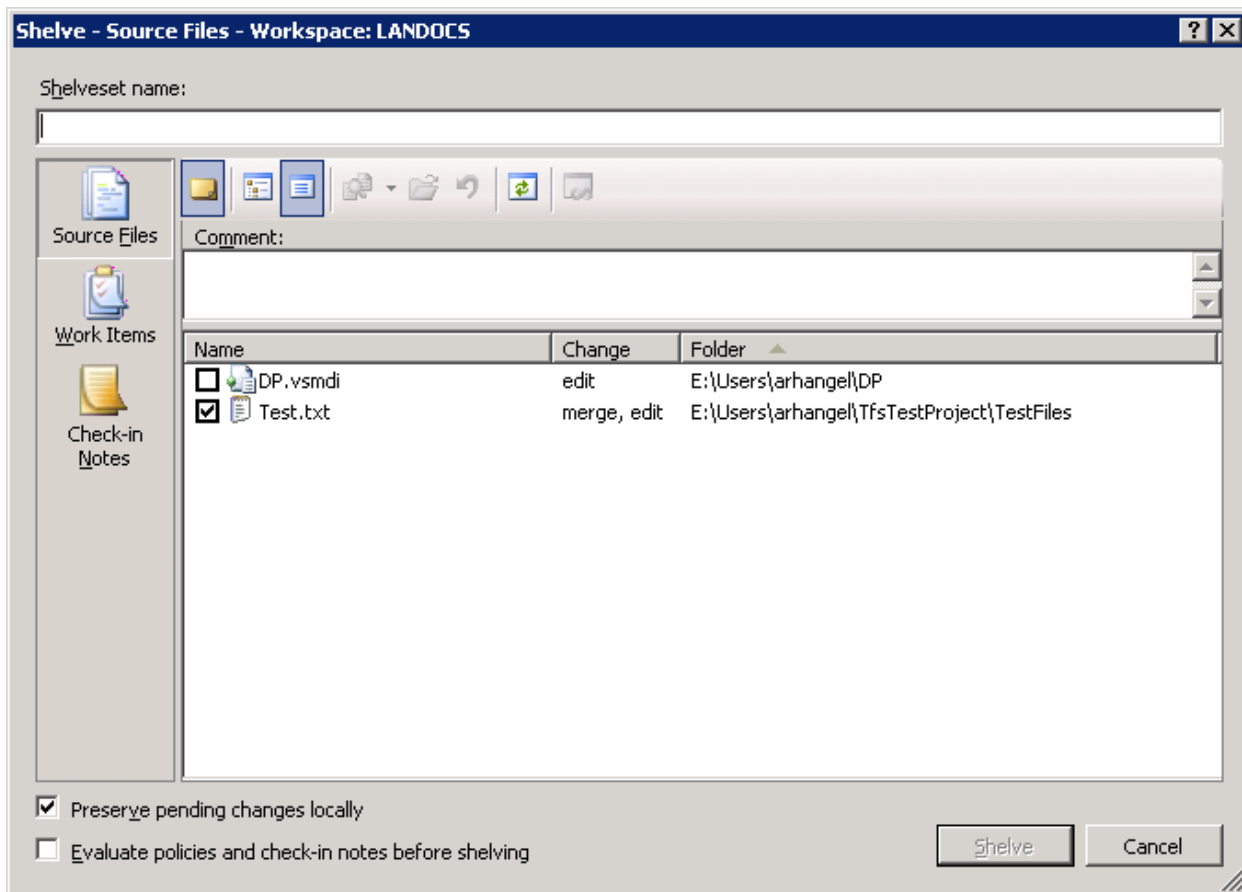 Shelve - Source Files - Workspace: LANDOCS
Shelveset name:
Source Files
Comment:
Work Items
Name Change Folder
DP.vsmdi edit E:\Users\arhangel\DP
Test.txt merge, edit E:\Users\arhangel\TfsTestProject\TestFiles
Check-in
Notes
Preserve pending changes locally
Evaluate policies and check-in notes before shelving
Shelve Cancel